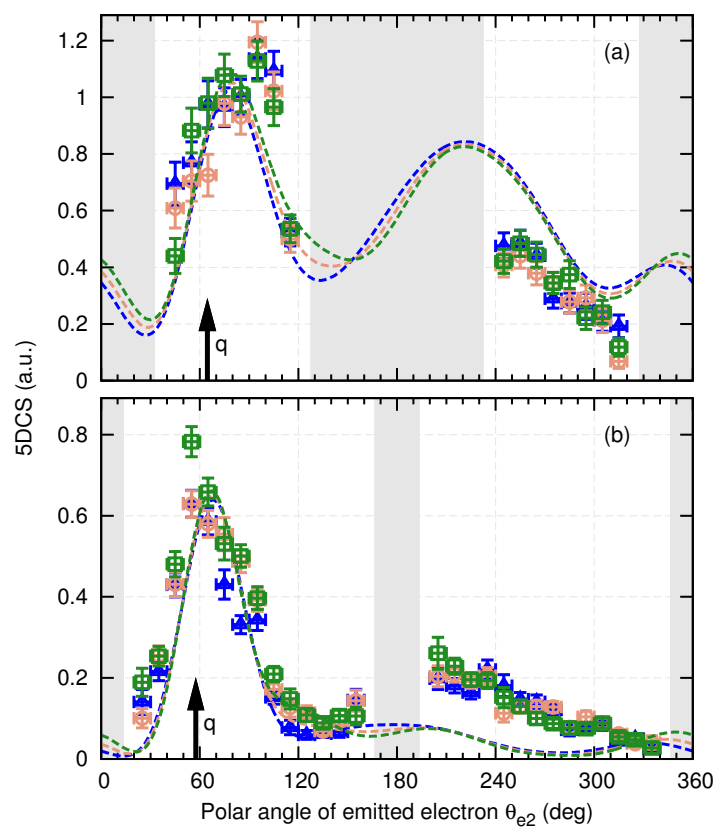 1.2
(a)
1
0.8
0.6
0.4
0.2
q
0
5DCS (a.u.)
0.8
(b)
0.6
0.4
0.2
q
0
0 60 120 180 240 300 360
Polar angle of emitted electron θe2 (deg)